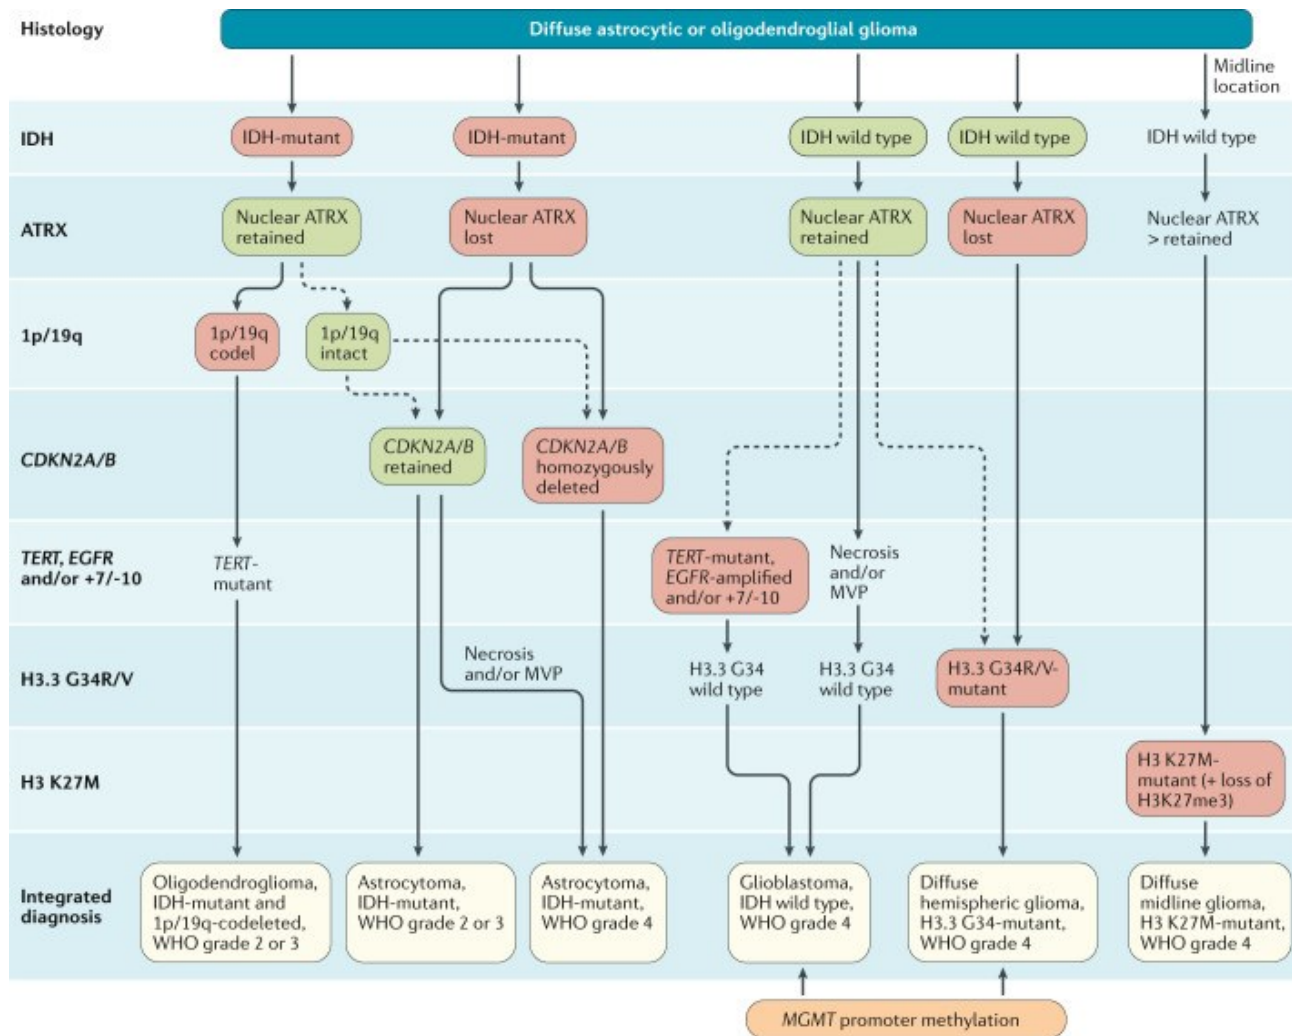 Histology
Diffuse astrocytic or oligodendroglial glioma
Midline
location
IDH
IDH-mutant
IDH-mutant
IDH wild type
IDH wild type
IDH wild type
ATRX
Nuclear ATRX
retained
Nuclear ATRX
lost
Nuclear ATRX
retained
Nuclear ATRX
lost
Nuclear ATRX
> retained
1p/19q
1p/19q
codel
1p/19q
intact
CDKN2A/B
CDKN2A/B
retained
CDKN2A/B
homozygously
deleted
TERT, EGFR
and/or +7/-10
TERT-
mutant
TERT-mutant,
EGFR-amplified
and/or +7/-10
Necrosis
and/or
MVP
H3.3 G34R/V
Necrosis
and/or MVP
H3.3 G34
wild type
H3.3 G34
wild type
H3.3 G34R/V-
mutant
H3 K27M
H3 K27M-
mutant (+ loss of
H3K27me3)
Integrated
diagnosis
Oligodendroglioma,
IDH-mutant and
1p/19q-codeleted,
WHO grade 2 or 3
Astrocytoma,
IDH-mutant,
WHO grade 2 or 3
Astrocytoma,
IDH-mutant,
WHO grade 4
Glioblastoma,
IDH wild type,
WHO grade 4
Diffuse
hemispheric glioma,
H3.3 G34-mutant,
WHO grade 4
Diffuse
midline glioma,
H3 K27M-mutant,
WHO grade 4
MGMT promoter methylation